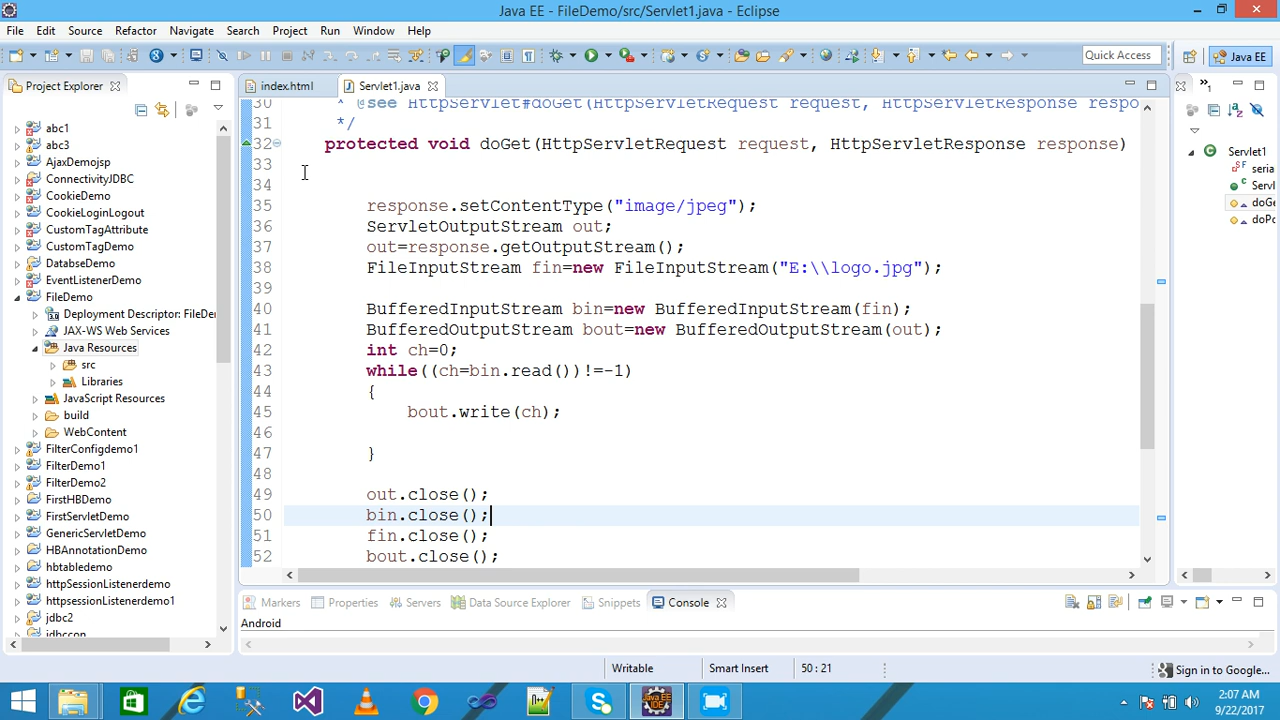 Java EE - FileDemo/src/Servlet1.java - Eclipse
File Edit Source Refactor Navigate Search Project Run Window Help
Quick Access
Java EE
Project Explorer
index.html
Servlet1.java
abc1
abc3
AjaxDemojsp
ConnectivityJDBC
CookieDemo
CookieLoginLogout
CustomTagAttribute
CustomTagDemo
DatabseDemo
EventListenerDemo
FileDemo
Deployment Descriptor: FileDem
JAX-WS Web Services
Java Resources
src
Libraries
JavaScript Resources
build
WebContent
FilterConfigdemo1
FilterDemo1
FilterDemo2
FirstHBDemo
FirstServletDemo
GenericServletDemo
HBAnnotationDemo
hbtabledemo
httpSessionListenerdemo
httpsessionListenerdemo1
jdbc2
jdbccon
30 * @see HttpServlet#doGet(HttpServletRequest request, HttpServletResponse respo
31 */
32 protected void doGet(HttpServletRequest request, HttpServletResponse response)
33
34
35 response.setContentType("image/jpeg");
36 ServletOutputStream out;
37 out=response.getOutputStream();
38 FileInputStream fin=new FileInputStream("E:\\logo.jpg");
39
40 BufferedInputStream bin=new BufferedInputStream(fin);
41 BufferedOutputStream bout=new BufferedOutputStream(out);
42 int ch=0;
43 while((ch=bin.read())!=-1)
44 {
45 bout.write(ch);
46
47 }
48
49 out.close();
50 bin.close();
51 fin.close();
52 bout.close();
Servlet1
seria
Servl
doGe
doPo
Markers Properties Servers Data Source Explorer Snippets Console
Android
Writable Smart Insert 50 : 21
Sign in to Google...
2:07 AM
9/22/2017